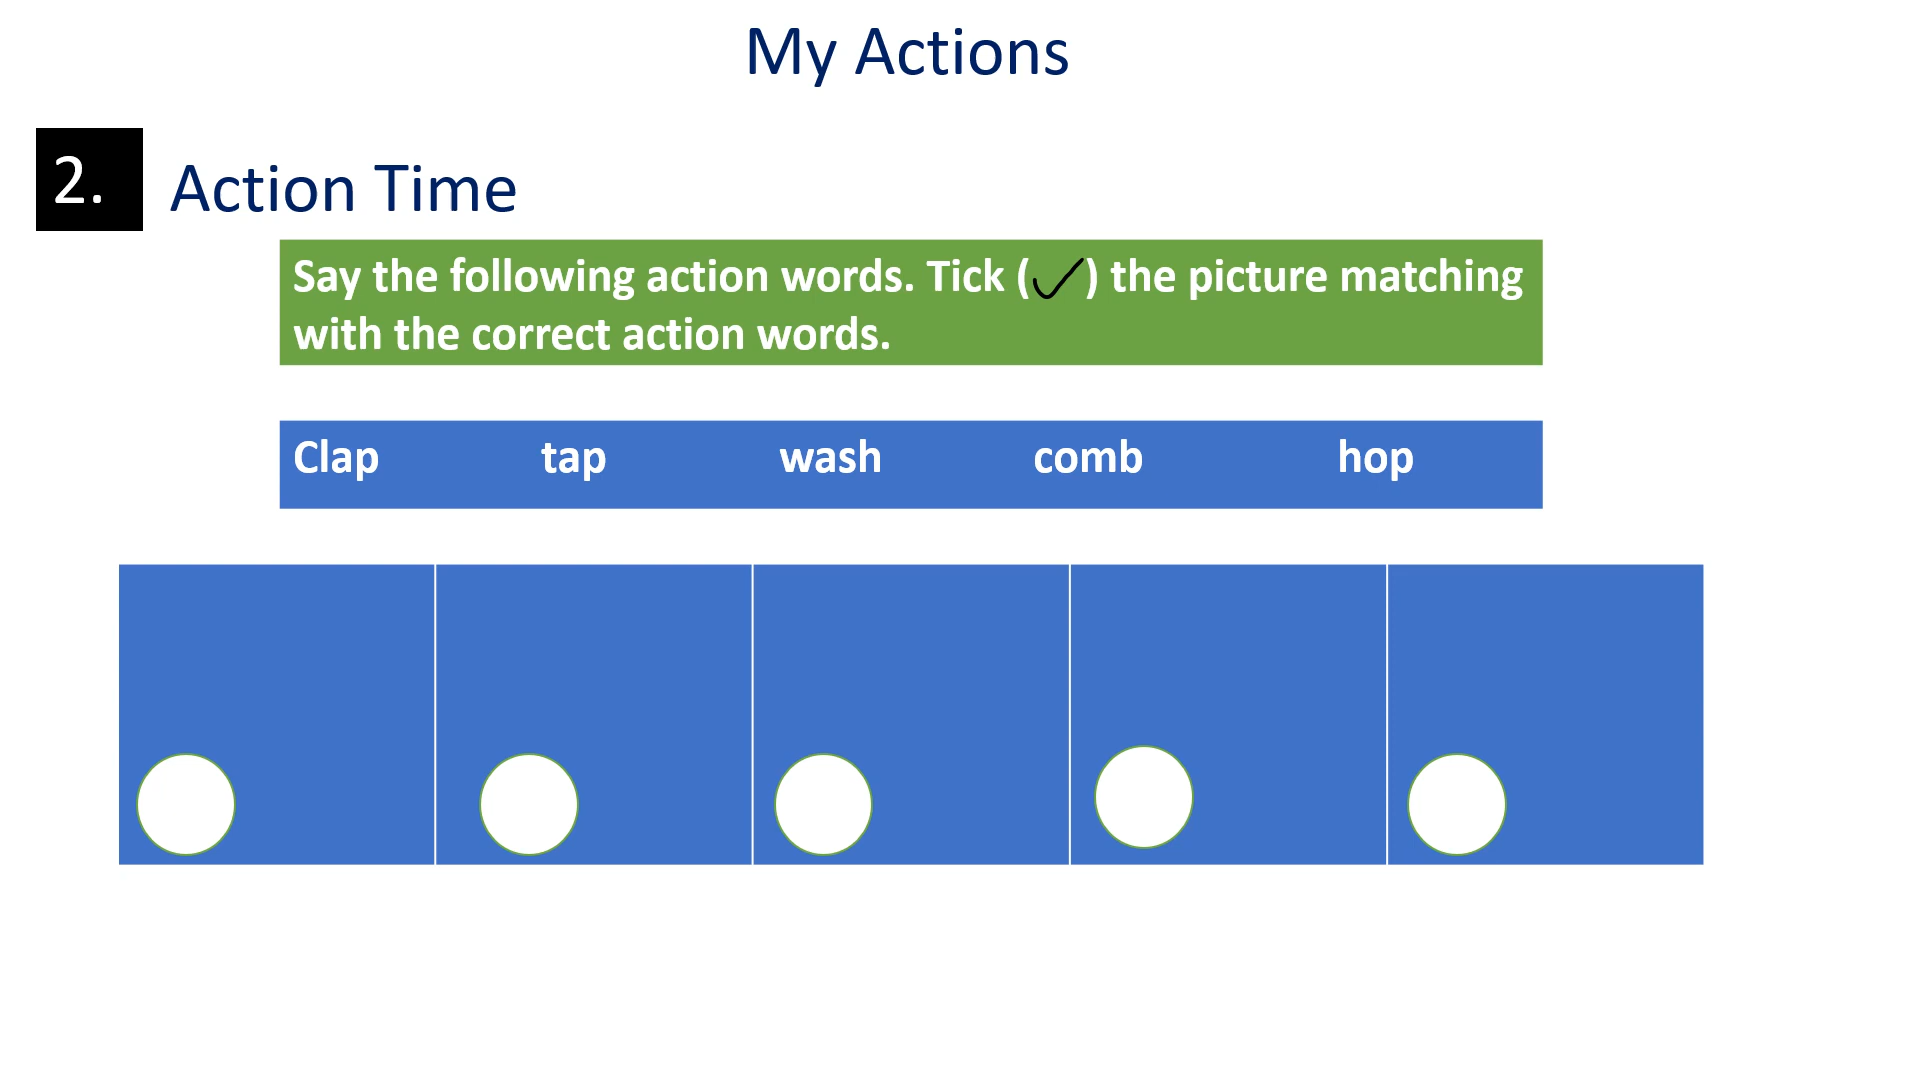 My Actions
2.
Action Time
Say the following action words. Tick (✓) the picture matching
with the correct action words.
Clap tap wash comb hop